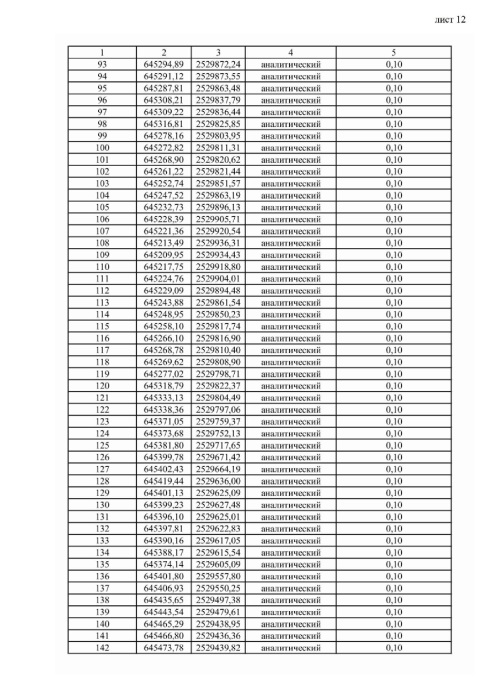 лист 12
1 2 3 4 5
93 645294,89 2529872,24 аналитический 0,10
94 645291,12 2529873,55 аналитический 0,10
95 645287,81 2529863,48 аналитический 0,10
96 645308,21 2529837,79 аналитический 0,10
97 645309,22 2529836,44 аналитический 0,10
98 645316,81 2529825,85 аналитический 0,10
99 645278,16 2529803,95 аналитический 0,10
100 645272,82 2529811,31 аналитический 0,10
101 645268,90 2529820,62 аналитический 0,10
102 645261,22 2529821,44 аналитический 0,10
103 645252,74 2529851,57 аналитический 0,10
104 645247,52 2529863,19 аналитический 0,10
105 645232,73 2529896,13 аналитический 0,10
106 645228,39 2529905,71 аналитический 0,10
107 645221,36 2529920,54 аналитический 0,10
108 645213,49 2529936,31 аналитический 0,10
109 645209,95 2529934,43 аналитический 0,10
110 645217,75 2529918,80 аналитический 0,10
111 645224,76 2529904,01 аналитический 0,10
112 645229,09 2529894,48 аналитический 0,10
113 645243,88 2529861,54 аналитический 0,10
114 645248,95 2529850,23 аналитический 0,10
115 645258,10 2529817,74 аналитический 0,10
116 645266,10 2529816,90 аналитический 0,10
117 645268,78 2529810,40 аналитический 0,10
118 645269,62 2529808,90 аналитический 0,10
119 645277,02 2529798,71 аналитический 0,10
120 645318,79 2529822,37 аналитический 0,10
121 645333,13 2529804,49 аналитический 0,10
122 645338,36 2529797,06 аналитический 0,10
123 645371,05 2529759,37 аналитический 0,10
124 645373,68 2529752,13 аналитический 0,10
125 645381,80 2529717,65 аналитический 0,10
126 645399,78 2529671,42 аналитический 0,10
127 645402,43 2529664,19 аналитический 0,10
128 645419,44 2529636,00 аналитический 0,10
129 645401,13 2529625,09 аналитический 0,10
130 645399,23 2529627,48 аналитический 0,10
131 645396,10 2529625,01 аналитический 0,10
132 645397,81 2529622,83 аналитический 0,10
133 645390,16 2529617,05 аналитический 0,10
134 645388,17 2529615,54 аналитический 0,10
135 645374,14 2529605,09 аналитический 0,10
136 645401,80 2529557,80 аналитический 0,10
137 645406,93 2529550,25 аналитический 0,10
138 645435,65 2529497,38 аналитический 0,10
139 645443,54 2529479,61 аналитический 0,10
140 645465,29 2529438,95 аналитический 0,10
141 645466,80 2529436,36 аналитический 0,10
142 645473,78 2529439,82 аналитический 0,10